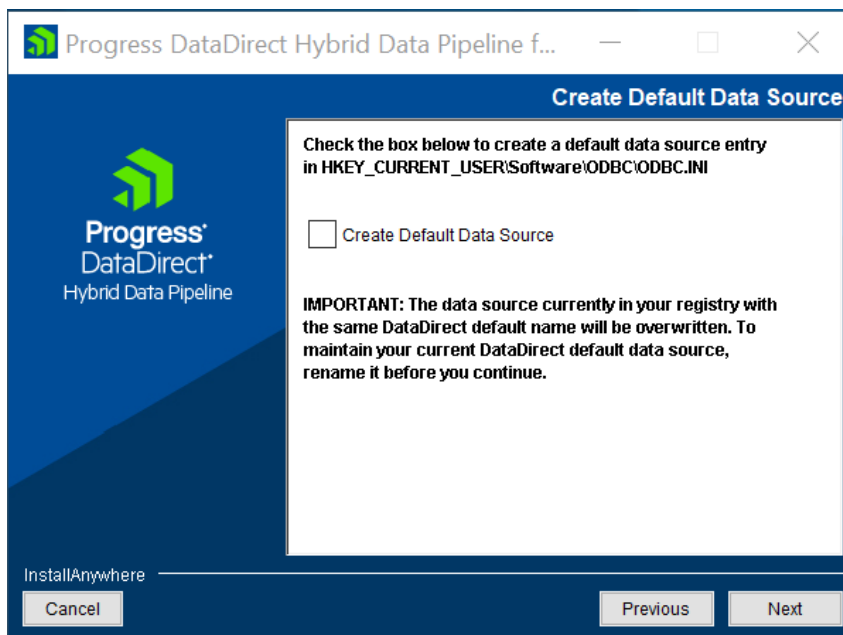 Progress DataDirect Hybrid Data Pipeline f...
Create Default Data Source
Progress
DataDirect
Hybrid Data Pipeline
Check the box below to create a default data source entry
in HKEY_CURRENT_USER\Software\ODBC\ODBC.INI
Create Default Data Source
IMPORTANT: The data source currently in your registry with
the same DataDirect default name will be overwritten. To
maintain your current DataDirect default data source,
rename it before you continue.
InstallAnywhere
Cancel
Previous
Next